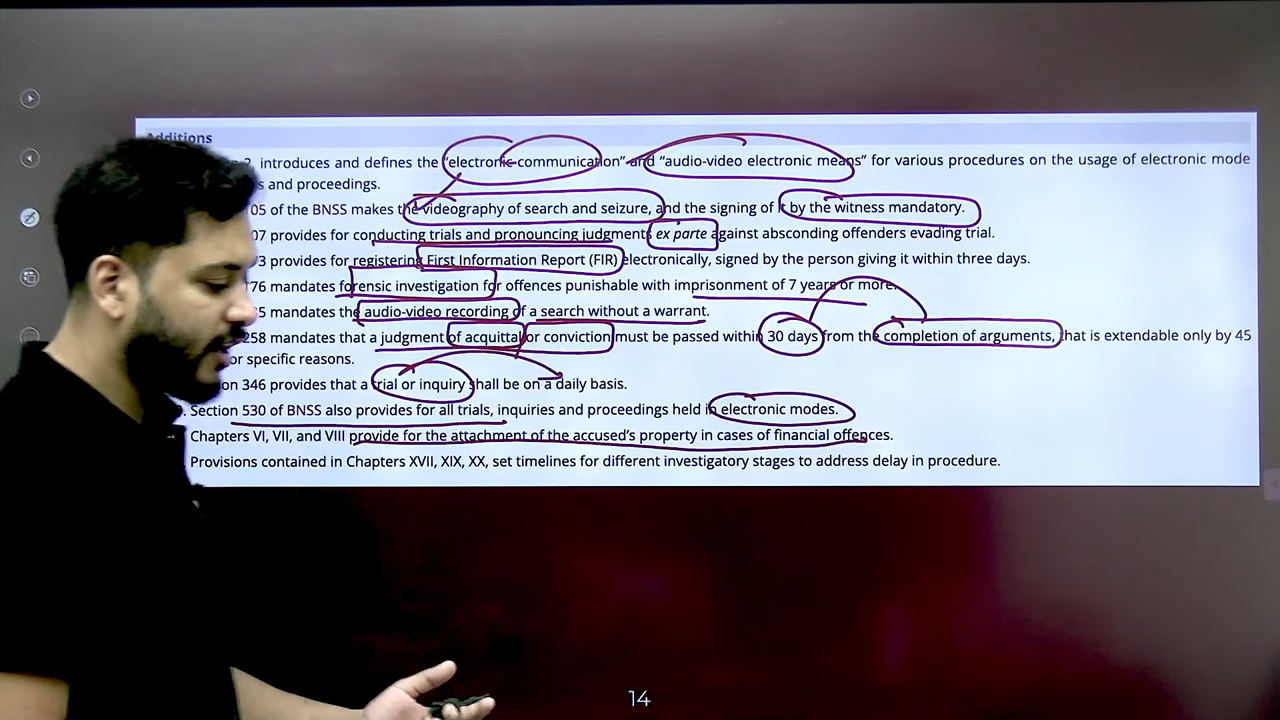 Additions
2, introduces and defines the "electronic communication" and "audio-video electronic means" for various procedures on the usage of electronic mode
s and proceedings.
05 of the BNSS makes the videography of search and seizure, and the signing of it by the witness mandatory.
07 provides for conducting trials and pronouncing judgments ex parte against absconding offenders evading trial.
73 provides for registering First Information Report (FIR) electronically, signed by the person giving it within three days.
76 mandates forensic investigation for offences punishable with imprisonment of 7 years or more.
85 mandates the audio-video recording of a search without a warrant.
258 mandates that a judgment of acquittal or conviction must be passed within 30 days from the completion of arguments, that is extendable only by 45
or specific reasons.
on 346 provides that a trial or inquiry shall be on a daily basis.
. Section 530 of BNSS also provides for all trials, inquiries and proceedings held in electronic modes.
Chapters VI, VII, and VIII provide for the attachment of the accused's property in cases of financial offences.
Provisions contained in Chapters XVII, XIX, XX, set timelines for different investigatory stages to address delay in procedure.
14